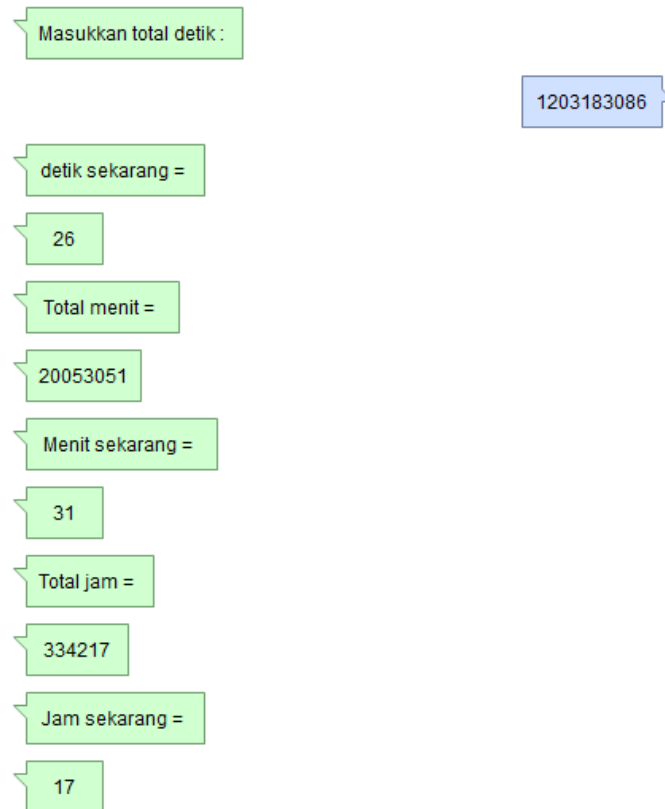 Masukkan total detik :
1203183086
detik sekarang =
26
Total menit =
20053051
Menit sekarang =
31
Total jam =
334217
Jam sekarang =
17